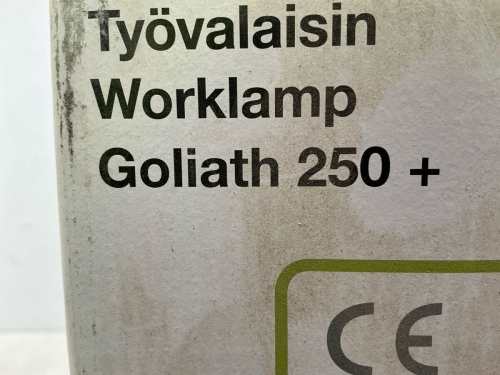 Työvalaisin
Worklamp
Goliath 250 +
CE